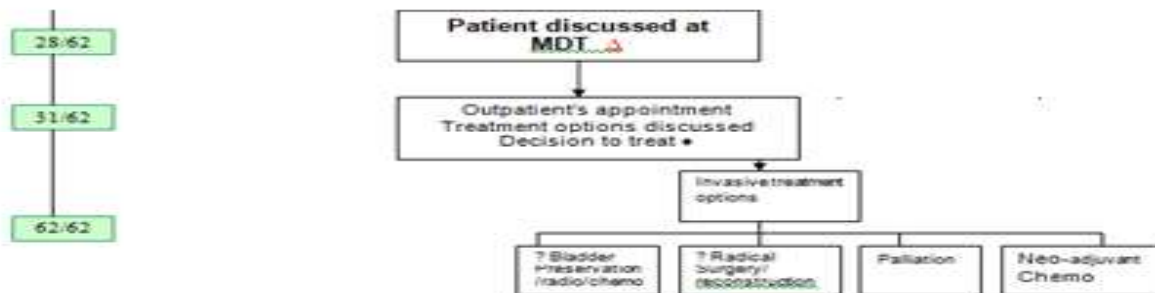 28/62
Patient discussed at
MDT
31/62
Outpatient's appointment
Treatment options discussed
Decision to treat •
Invasive treatment
options
62/62
? Bladder
Preservation
/radio/chemo
? Radical
Surgery/
reconstruction
Palliation
Neo-adjuvant
Chemo